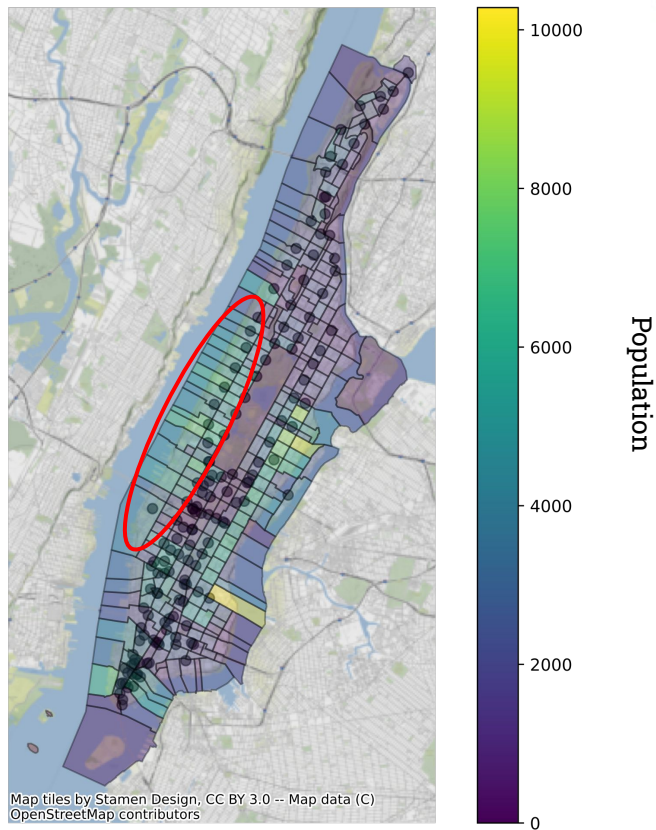 10000
8000
6000
4000
2000
0
Population
Map tiles by Stamen Design, CC BY 3.0 -- Map data (C)
OpenStreetMap contributors